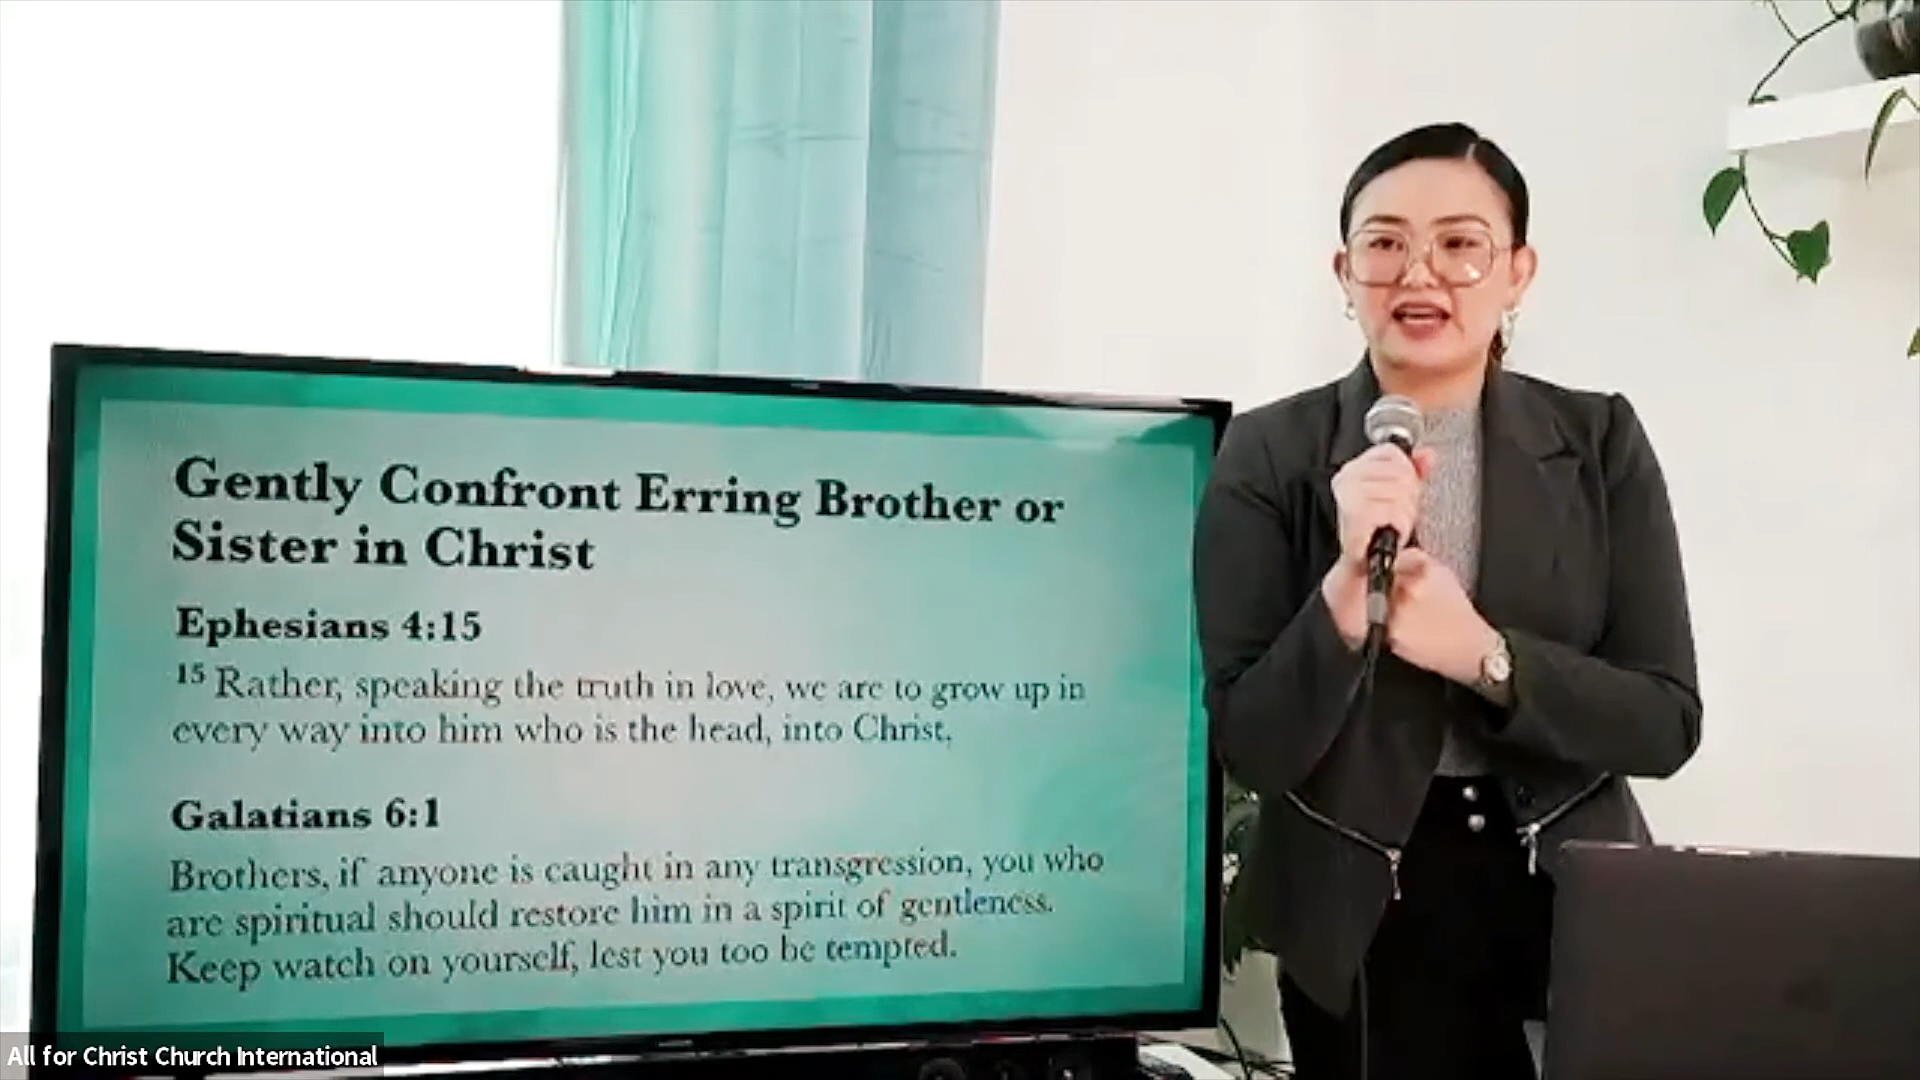 Gently Confront Erring Brother or
Sister in Christ
Ephesians 4:15
15 Rather, speaking the truth in love, we are to grow up in
every way into him who is the head, into Christ,
Galatians 6:1
Brothers, if anyone is caught in any transgression, you who
are spiritual should restore him in a spirit of gentleness.
Keep watch on yourself, lest you too be tempted.
All for Christ Church International